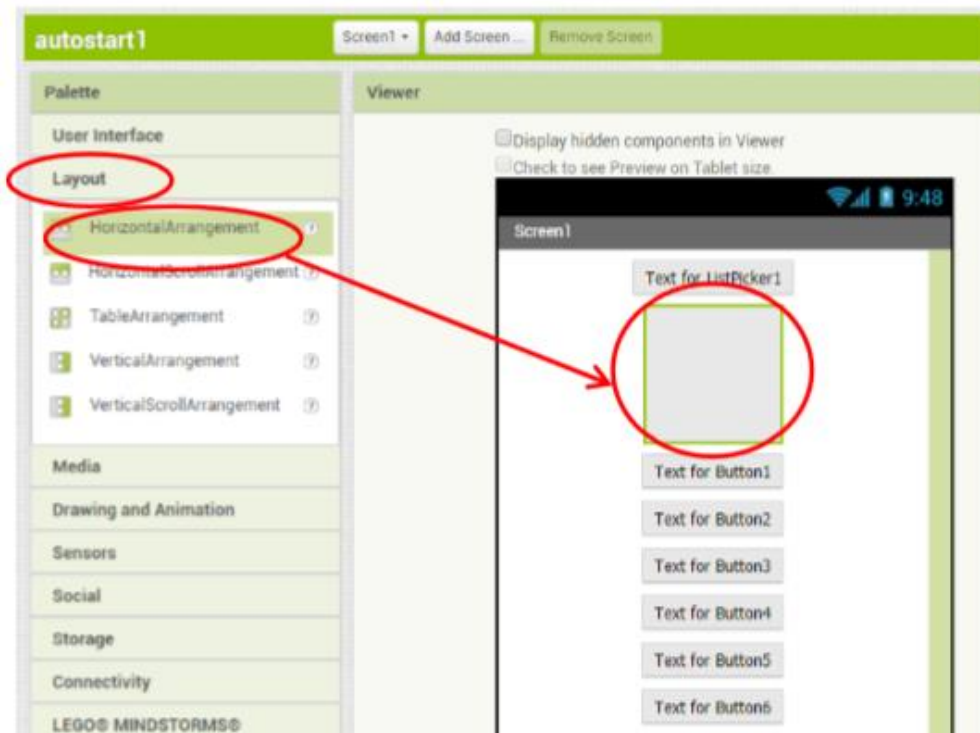 autostart1
Screen1
Add Screen ...
Remove Screen
Palette
Viewer
User Interface
Layout
HorizontalArrangement
HorizontalScrollArrangement
TableArrangement
VerticalArrangement
VerticalScrollArrangement
Media
Drawing and Animation
Sensors
Social
Storage
Connectivity
LEGO® MINDSTORMS®
Display hidden components in Viewer
Check to see Preview on Tablet size.
9:48
Screen1
Text for ListPicker1
Text for Button1
Text for Button2
Text for Button3
Text for Button4
Text for Button5
Text for Button6